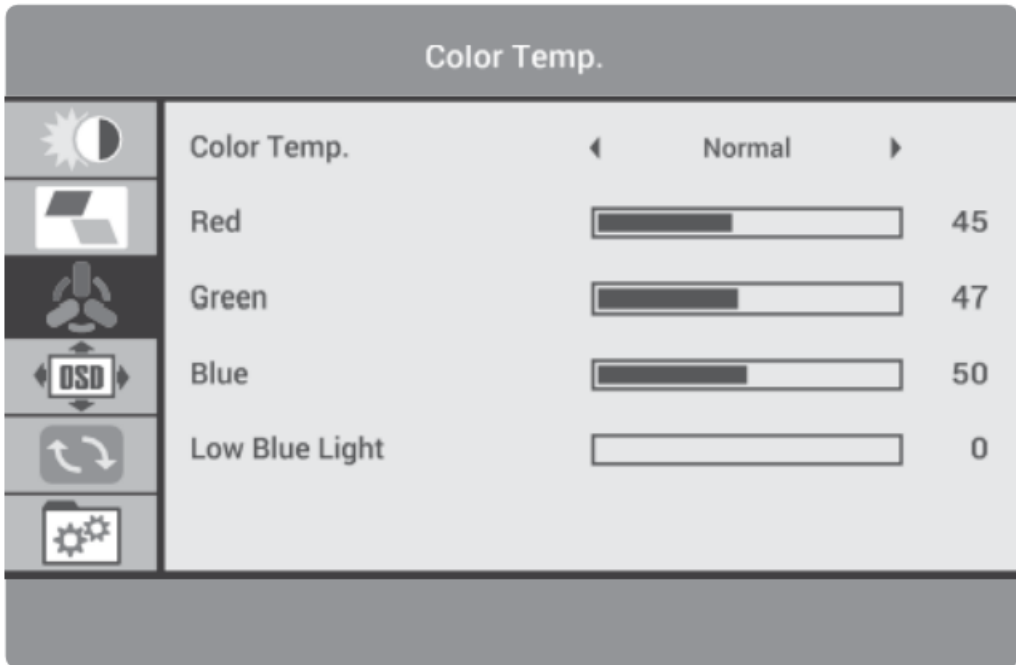 Color Temp.
Color Temp. Normal
Red 45
Green 47
OSD
Blue 50
Low Blue Light 0